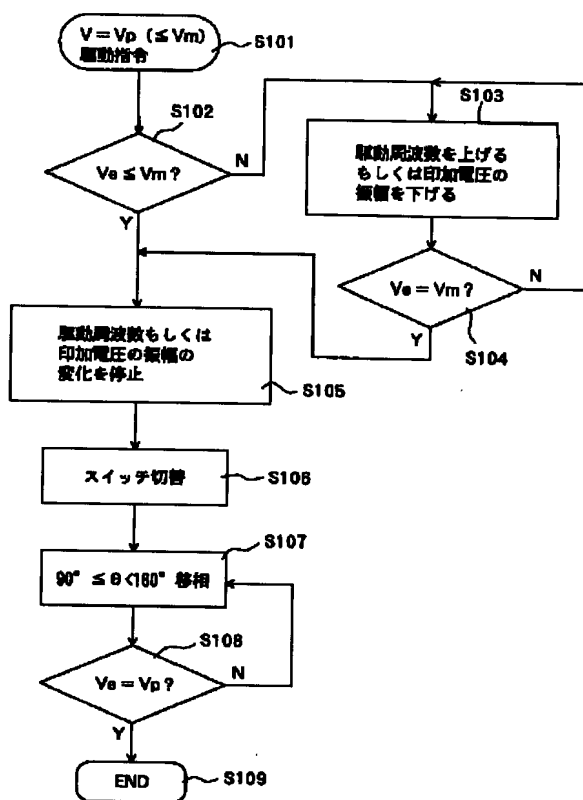 V = Vp (≤ Vm)
駆動指令
S101
S102
Ve ≤ Vm ?
N
Y
S103
駆動周波数を上げる
もしくは印加電圧の
振幅を下げる
Ve = Vm ?
N
Y
S104
駆動周波数もしくは
印加電圧の振幅の
変化を停止
S105
スイッチ切替
S106
S107
90° ≤ θ < 180° 移相
S108
Ve = Vp ?
N
Y
END
S109